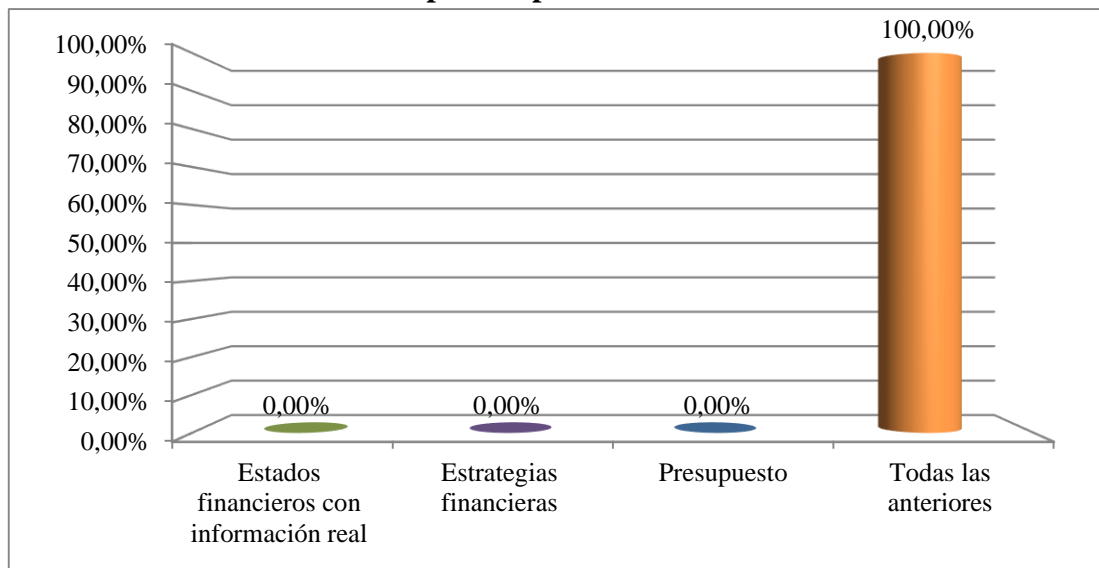 100,00%
100,00%
90,00%
80,00%
70,00%
60,00%
50,00%
40,00%
30,00%
20,00%
10,00%
0,00%
0,00%
0,00%
0,00%
Estados
financieros con
información real
Estrategias
financieras
Presupuesto
Todas las
anteriores